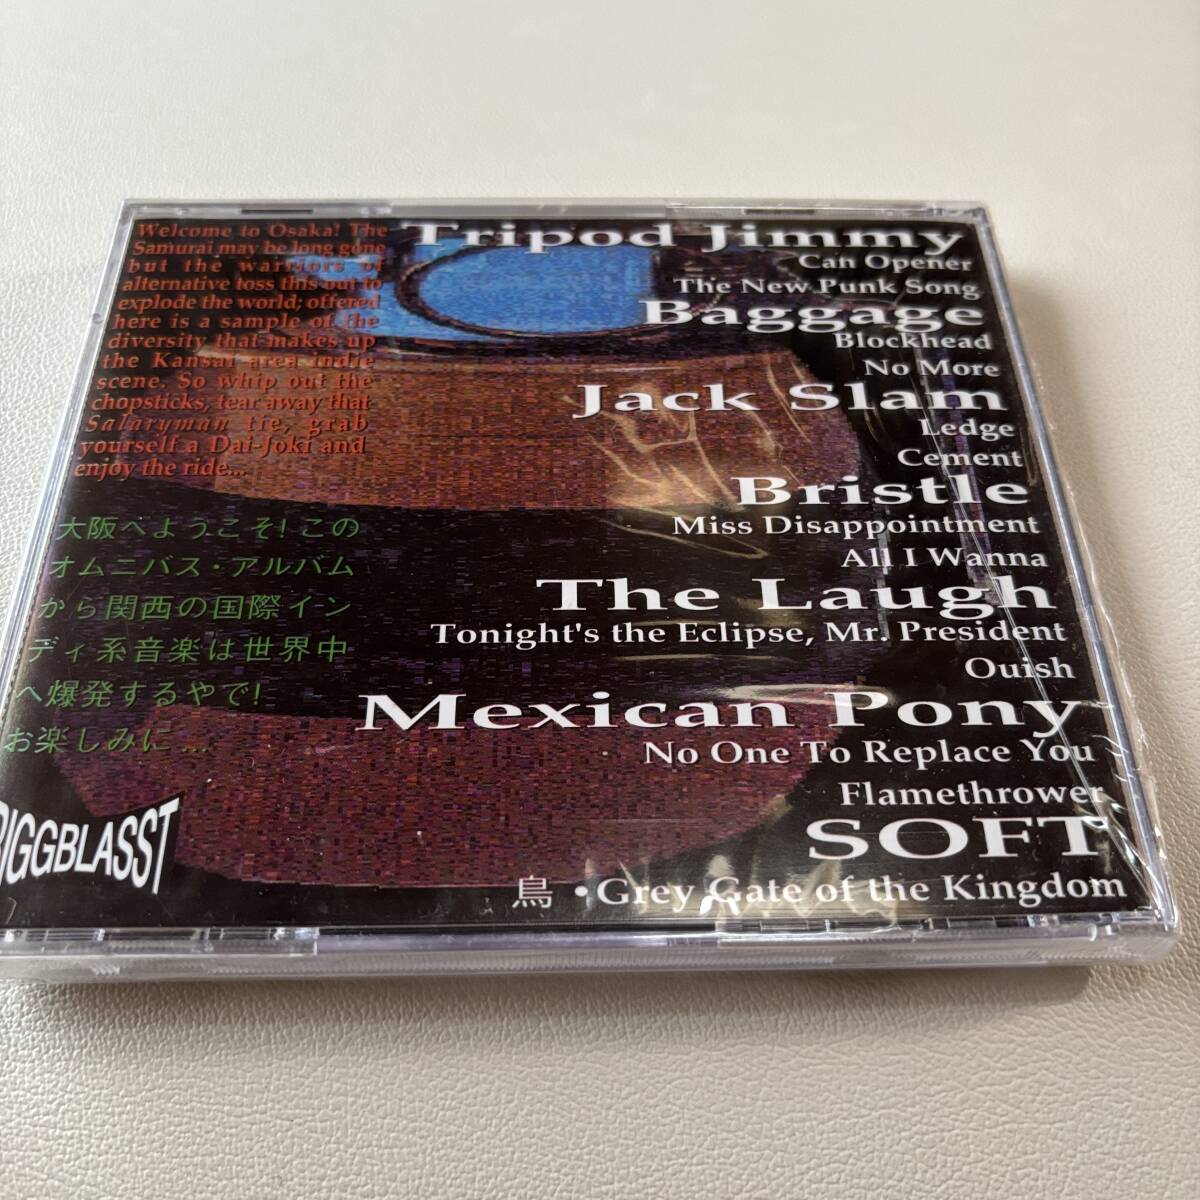 Welcome to Osaka! The
Samurai may be long gone
but the warriors of
alternative toss this out to
explode the world; offered
here is a sample of the
diversity that makes up
the Kansai area indie
scene. So whip out the
chopsticks, tear away that
Salaryman tie, grab
yourself a Dai-Joki and
enjoy the ride...
大阪へようこそ! この
オムニバス・アルバム
から関西の国際イン
ディ系音楽は世界中
へ爆発するやで!
お楽しみに ...
BIGGBLASST
Tripod Jimmy
Can Opener
The New Punk Song
Baggage
Blockhead
No More
Jack Slam
Ledge
Cement
Bristle
Miss Disappointment
All I Wanna
The Laugh
Tonight's the Eclipse, Mr. President
Ouish
Mexican Pony
No One To Replace You
Flamethrower
SOFT
鳥 • Grey Gate of the Kingdom